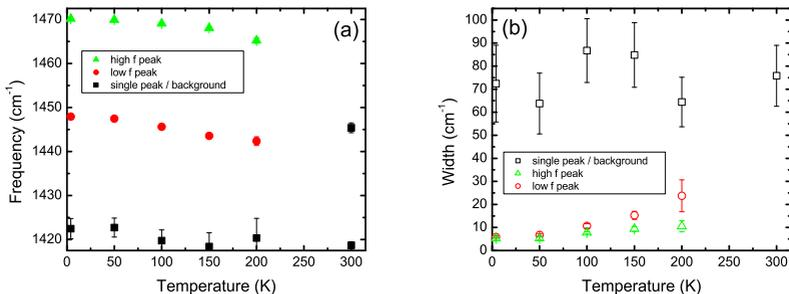 (a)
Frequency (cm⁻¹)
1470
1460
1450
1440
1430
1420
high f peak
low f peak
single peak / background
0 50 100 150 200 250 300
Temperature (K)
(b)
Width (cm⁻¹)
100
90
80
70
60
50
40
30
20
10
0
single peak / background
high f peak
low f peak
0 50 100 150 200 250 300
Temperature (K)